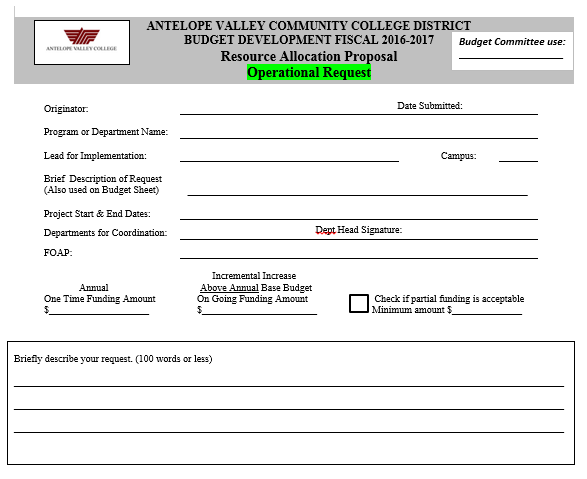 ANTELOPE VALLEY COLLEGE
ANTELOPE VALLEY COMMUNITY COLLEGE DISTRICT
BUDGET DEVELOPMENT FISCAL 2016-2017
Resource Allocation Proposal
Operational Request
Budget Committee use:
Originator: Date Submitted:
Program or Department Name:
Lead for Implementation: Campus:
Brief Description of Request
(Also used on Budget Sheet)
Project Start & End Dates:
Departments for Coordination: Dept.Head Signature:
FOAP:
Annual
One Time Funding Amount
$
Incremental Increase
Above Annual Base Budget
On Going Funding Amount
$
Check if partial funding is acceptable
Minimum amount $
Briefly describe your request. (100 words or less)